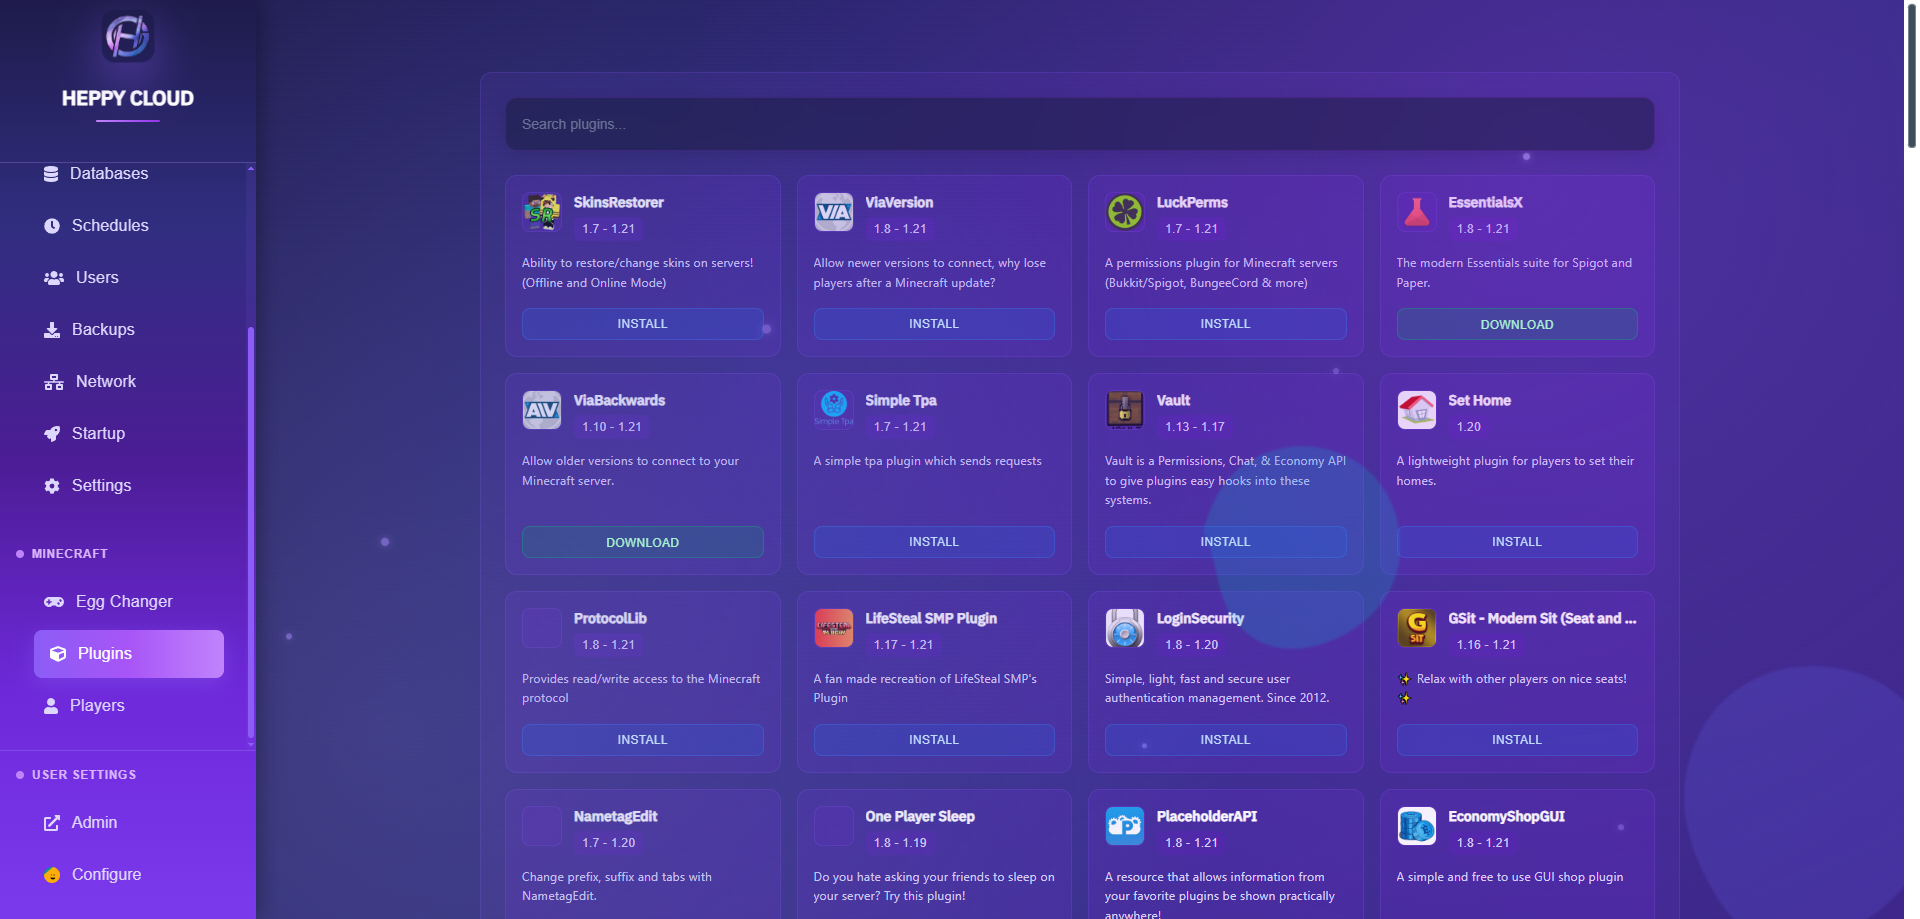 HEPPY CLOUD
Databases
Schedules
Users
Backups
Network
Startup
Settings
MINECRAFT
Egg Changer
Plugins
Players
USER SETTINGS
Admin
Configure
Search plugins...
SkinsRestorer
1.7 - 1.21
Ability to restore/change skins on servers!
(Offline and Online Mode)
INSTALL
ViaVersion
1.8 - 1.21
Allow newer versions to connect, why lose
players after a Minecraft update?
INSTALL
LuckPerms
1.7 - 1.21
A permissions plugin for Minecraft servers
(Bukkit/Spigot, BungeeCord & more)
INSTALL
EssentialsX
1.8 - 1.21
The modern Essentials suite for Spigot and
Paper.
DOWNLOAD
ViaBackwards
1.10 - 1.21
Allow older versions to connect to your
Minecraft server.
DOWNLOAD
Simple Tpa
Simple Tpa
1.7 - 1.21
A simple tpa plugin which sends requests
INSTALL
Vault
1.13 - 1.17
Vault is a Permissions, Chat, & Economy API
to give plugins easy hooks into these
systems.
INSTALL
Set Home
1.20
A lightweight plugin for players to set their
homes.
INSTALL
ProtocolLib
1.8 - 1.21
Provides read/write access to the Minecraft
protocol
INSTALL
LIFESTEAL
PLUGIN
LifeSteal SMP Plugin
1.17 - 1.21
A fan made recreation of LifeSteal SMP's
Plugin
INSTALL
LoginSecurity
1.8 - 1.20
Simple, light, fast and secure user
authentication management. Since 2012.
INSTALL
G
SIT
GSit - Modern Sit (Seat and ...
1.16 - 1.21
✨ Relax with other players on nice seats!
✨
INSTALL
NametagEdit
1.7 - 1.20
Change prefix, suffix and tabs with
NametagEdit.
One Player Sleep
1.8 - 1.19
Do you hate asking your friends to sleep on
your server? Try this plugin!
PlaceholderAPI
1.8 - 1.21
A resource that allows information from
your favorite plugins be shown practically
anywhere!
EconomyShopGUI
1.8 - 1.21
A simple and free to use GUI shop plugin